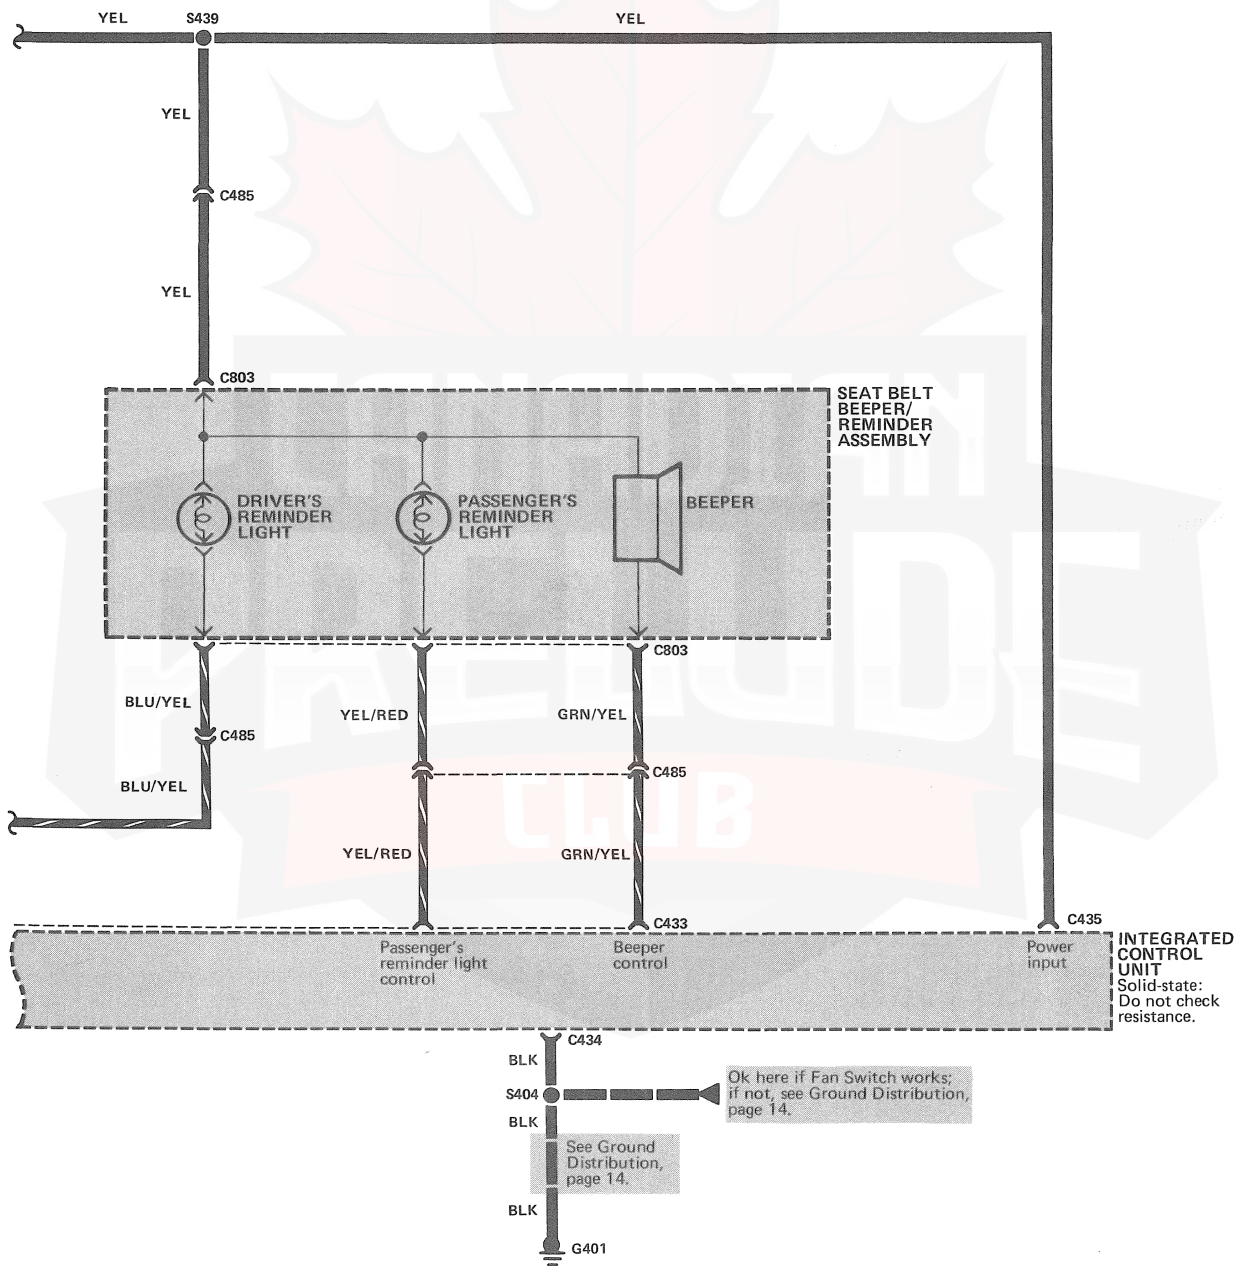 YEL
S439
YEL
YEL
C485
YEL
C803
SEAT BELT
BEEPER/
REMINDER
ASSEMBLY
DRIVER'S
REMINDER
LIGHT
PASSENGER'S
REMINDER
LIGHT
BEEPER
C803
BLU/YEL
YEL/RED
GRN/YEL
C485
C485
BLU/YEL
YEL/RED
GRN/YEL
C433
C435
Passenger's
reminder light
control
Beeper
control
Power
input
INTEGRATED
CONTROL
UNIT
Solid-state:
Do not check
resistance.
C434
BLK
S404
Ok here if Fan Switch works;
if not, see Ground Distribution,
page 14.
BLK
See Ground
Distribution,
page 14.
BLK
G401
CANADIAN
PRELUDE
CLUB